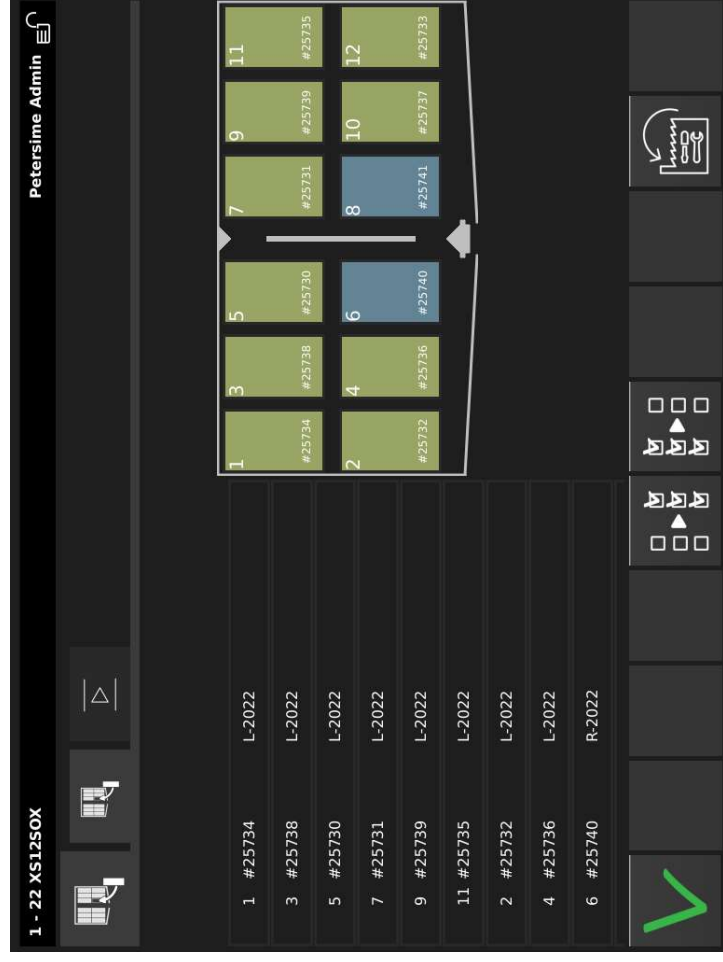 1 - 22 XS12SOX
Petersime Admin
1 #25734 L-2022
3 #25738 L-2022
5 #25730 L-2022
7 #25731 L-2022
9 #25739 L-2022
11 #25735 L-2022
2 #25732 L-2022
4 #25736 L-2022
6 #25740 R-2022
1 3 5 7 9 11
#25734 #25738 #25730 #25731 #25739 #25735
2 4 6 8 10 12
#25732 #25736 #25740 #25741 #25737 #25733